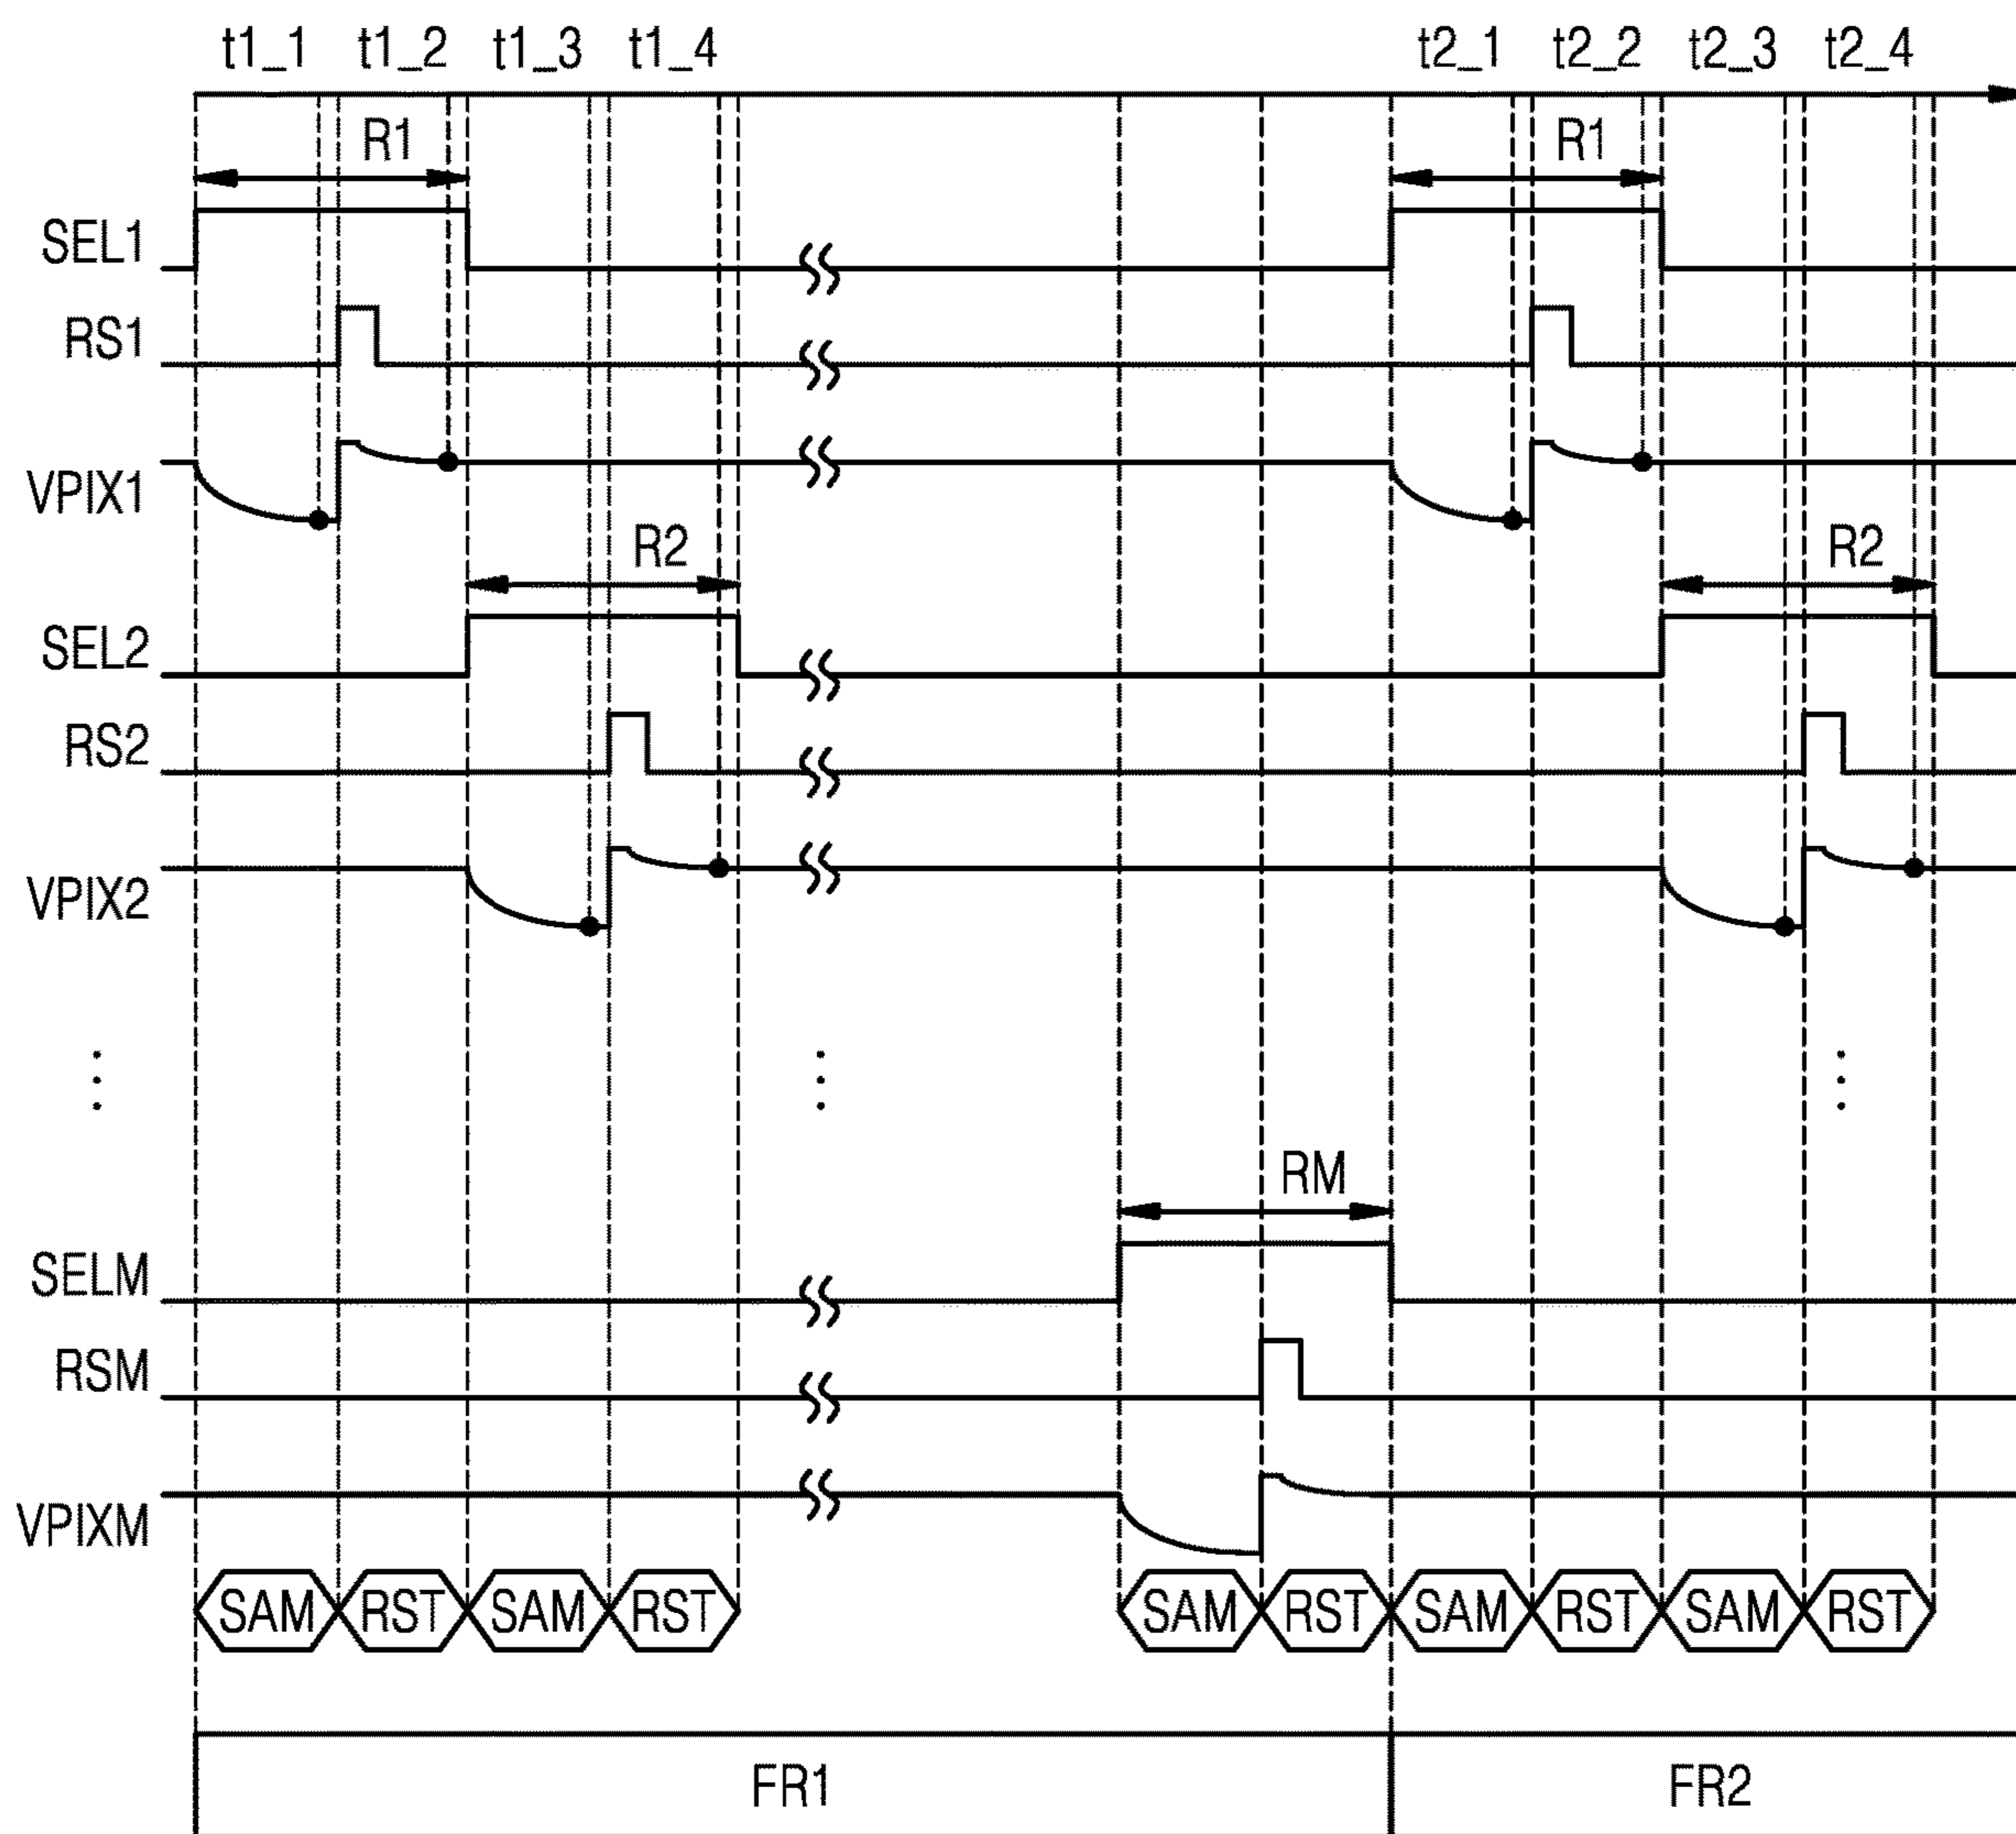 t1_1 t1_2 t1_3 t1_4 t2_1 t2_2 t2_3 t2_4
R1 R1
SEL1
RS1
VPIX1
R2 R2
SEL2
RS2
VPIX2
RM
SELM
RSM
VPIXM
SAM RST SAM RST SAM RST SAM RST SAM RST
FR1 FR2